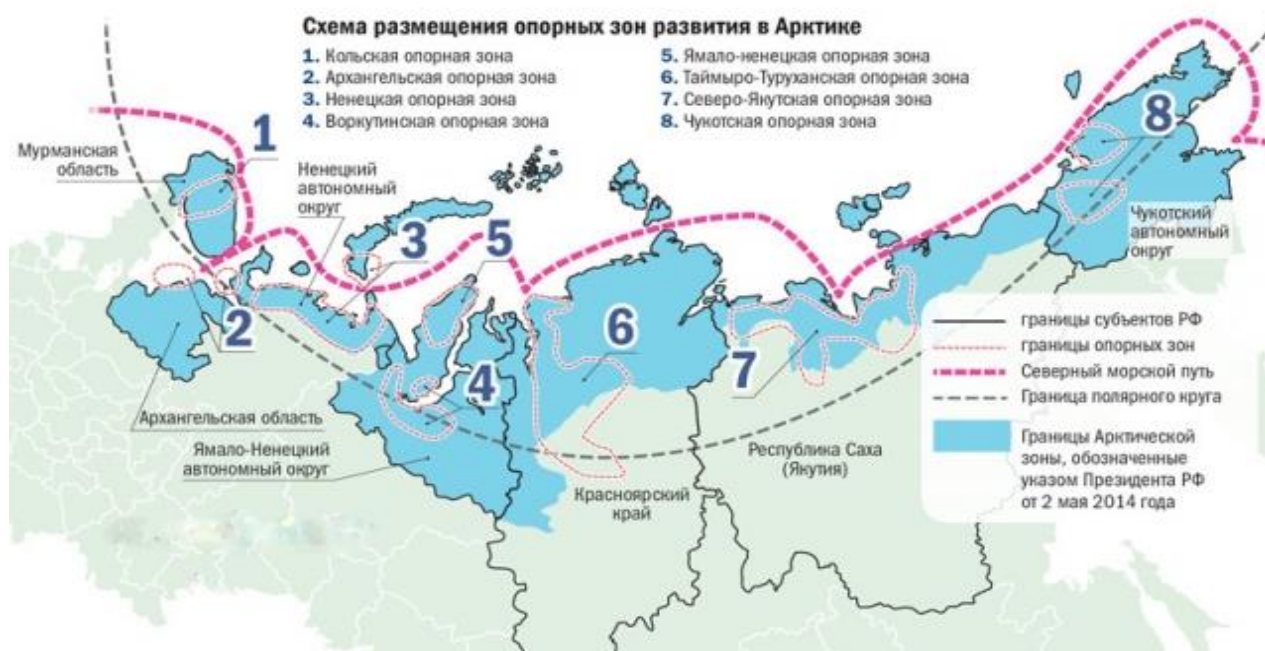 Схема размещения опорных зон развития в Арктике
1. Кольская опорная зона
2. Архангельская опорная зона
3. Ненецкая опорная зона
4. Воркутинская опорная зона
5. Ямало-ненецкая опорная зона
6. Таймыро-Туруханская опорная зона
7. Северо-Якутская опорная зона
8. Чукотская опорная зона
1
Мурманская
область
Ненецкий
автономный
округ
3
5
2
4
6
7
8
Чукотский
автономный
округ
Архангельская область
Ямало-Ненецкий
автономный округ
Красноярский
край
Республика Саха
(Якутия)
границы субъектов РФ
границы опорных зон
Северный морской путь
Граница полярного круга
Границы Арктической
зоны, обозначенные
указом Президента РФ
от 2 мая 2014 года